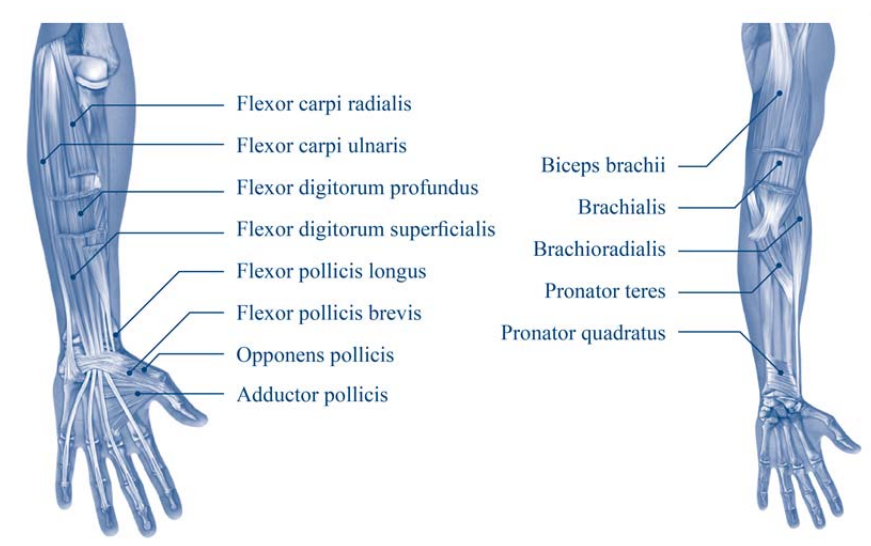 Flexor carpi radialis
Flexor carpi ulnaris
Flexor digitorum profundus
Flexor digitorum superficialis
Flexor pollicis longus
Flexor pollicis brevis
Opponens pollicis
Adductor pollicis
Biceps brachii
Brachialis
Brachioradialis
Pronator teres
Pronator quadratus